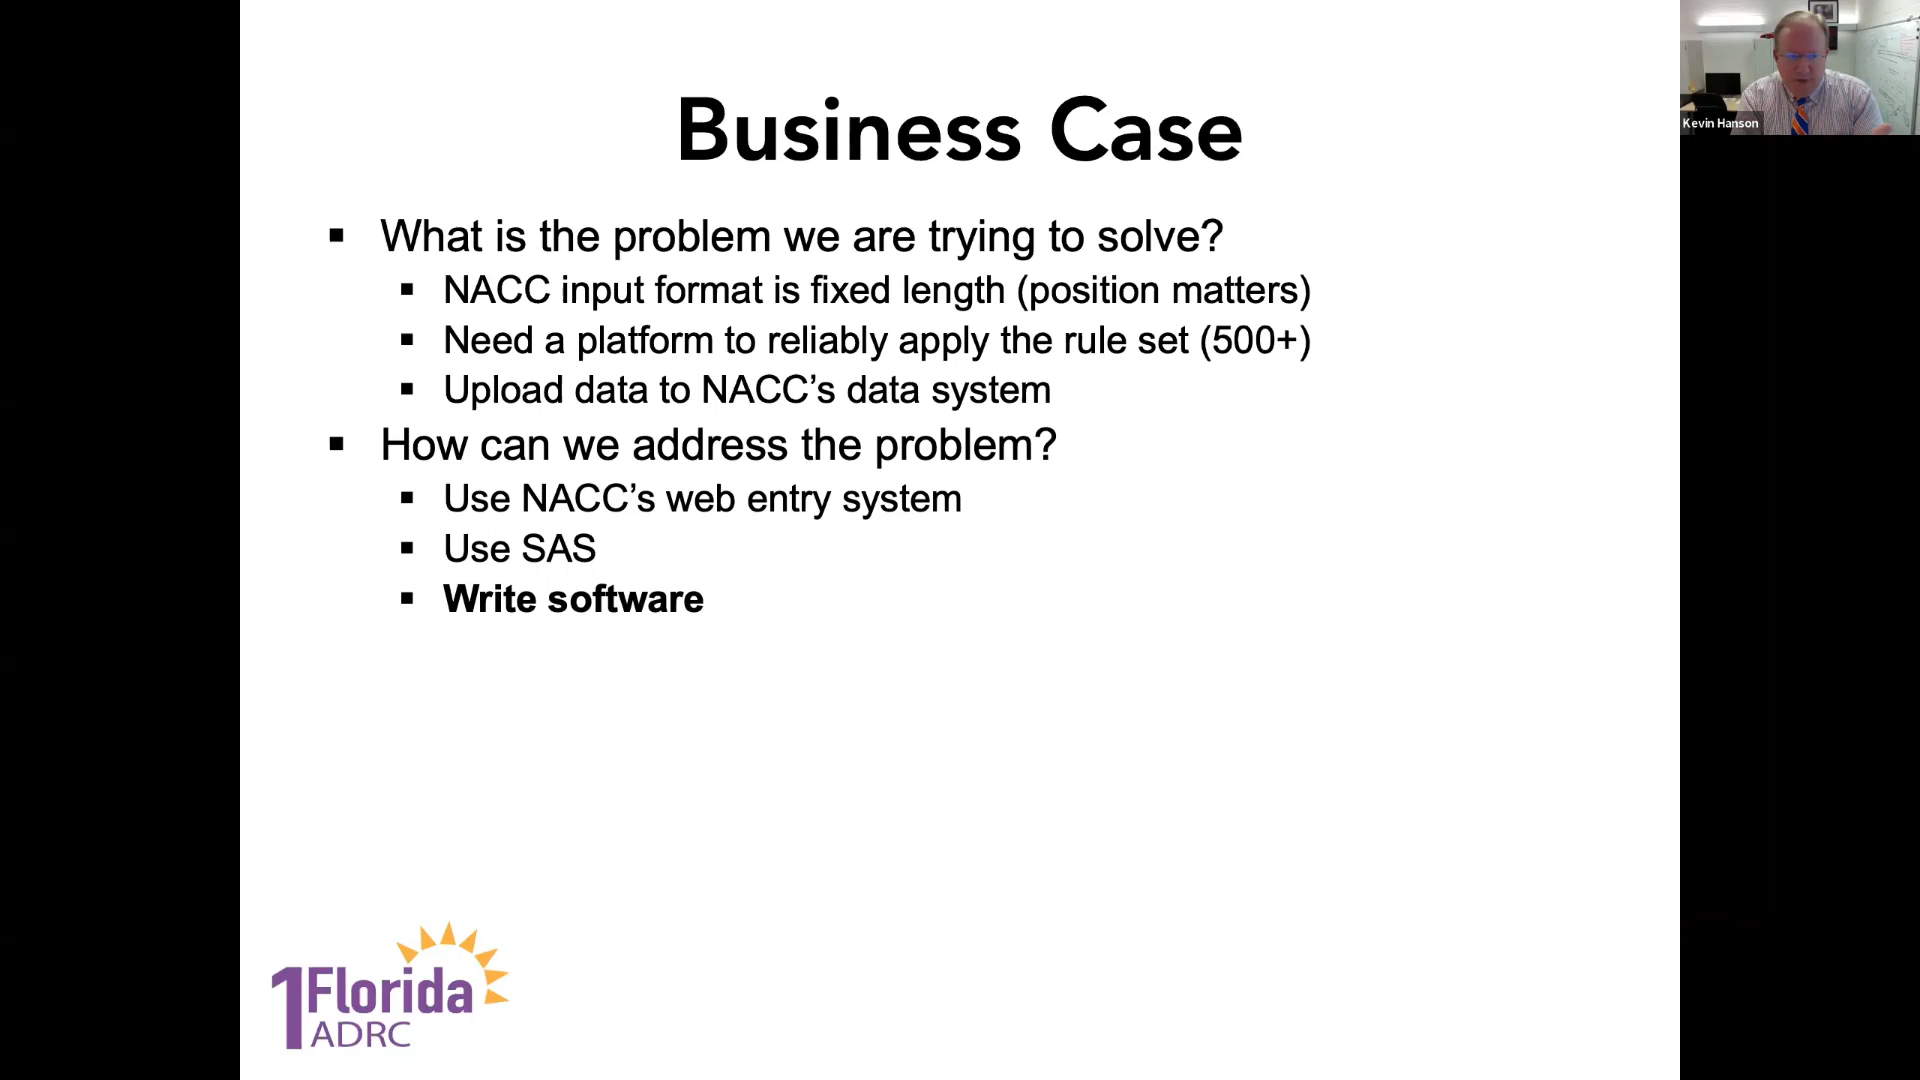 Business Case
Kevin Hanson
▪ What is the problem we are trying to solve?
▪ NACC input format is fixed length (position matters)
▪ Need a platform to reliably apply the rule set (500+)
▪ Upload data to NACC’s data system
▪ How can we address the problem?
▪ Use NACC’s web entry system
▪ Use SAS
▪ Write software
1Florida
ADRC